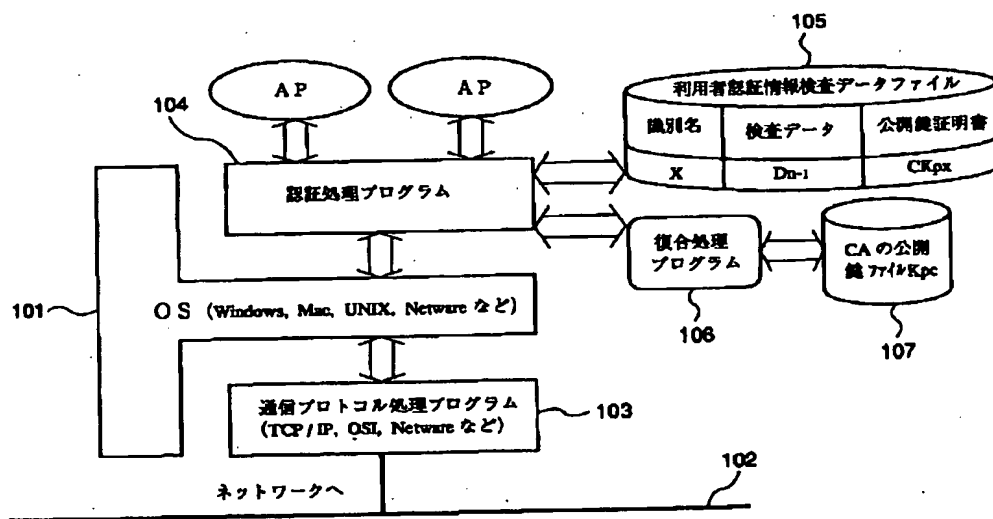 105
AP
AP
104
利用者認証情報検査データファイル
識別名
検査データ
公開鍵証明書
X
Dn-1
CKpx
認証処理プログラム
復合処理
プログラム
CAの公開
鍵ファイルKpc
106
107
101
OS (Windows, Mac, UNIX, Netware など)
通信プロトコル処理プログラム
(TCP/IP, OSI, Netware など)
103
ネットワークへ
102